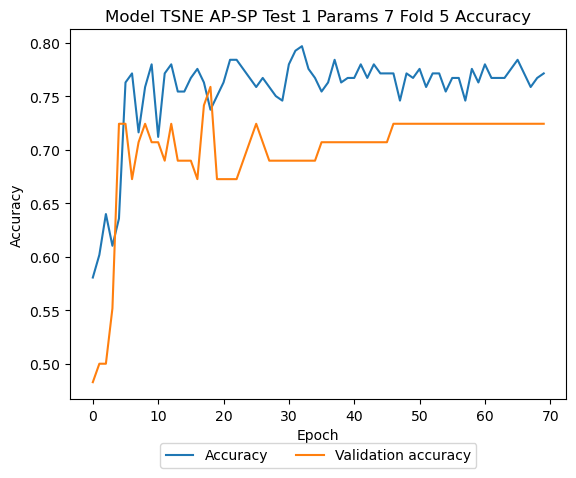 Model TSNE AP-SP Test 1 Params 7 Fold 5 Accuracy
0.80
0.75
0.70
0.65
0.60
0.55
0.50
Accuracy
0 10 20 30 40 50 60 70
Epoch
Accuracy Validation accuracy